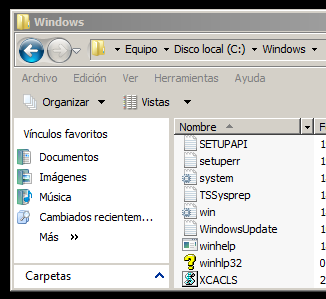 Windows
Equipo Disco local (C:) Windows
Archivo Edición Ver Herramientas Ayuda
Organizar Vistas
Vínculos favoritos
Documentos
Imágenes
Música
Cambiados recientem...
Más »
Carpetas
Nombre F
SETUPAPI 1
setuperr 1
system 1
TSSysprep 1
win 1
WindowsUpdate 1
winhelp 1
winhlp32 0
XCACLS 2